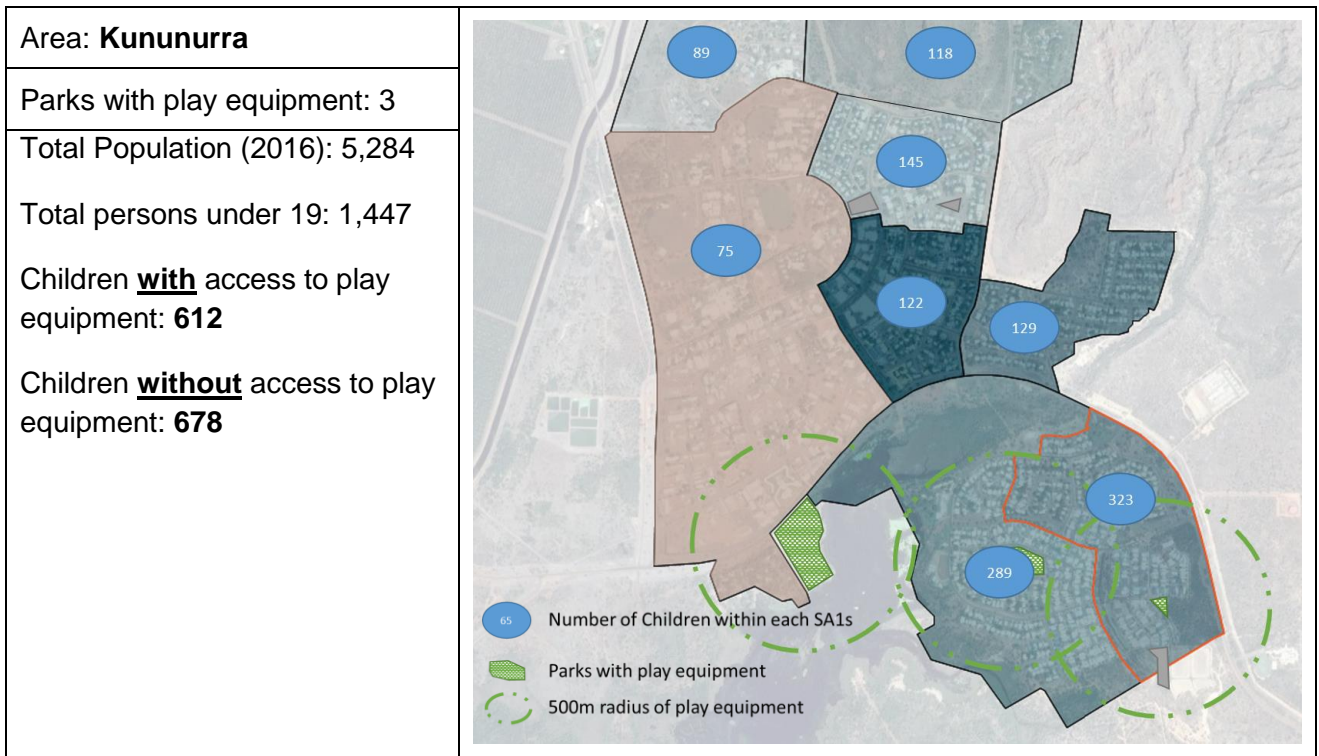 Area: Kununurra
Parks with play equipment: 3
Total Population (2016): 5,284
Total persons under 19: 1,447
Children with access to play
equipment: 612
Children without access to play
equipment: 678
89
118
145
75
122
129
323
289
65 Number of Children within each SA1s
Parks with play equipment
500m radius of play equipment